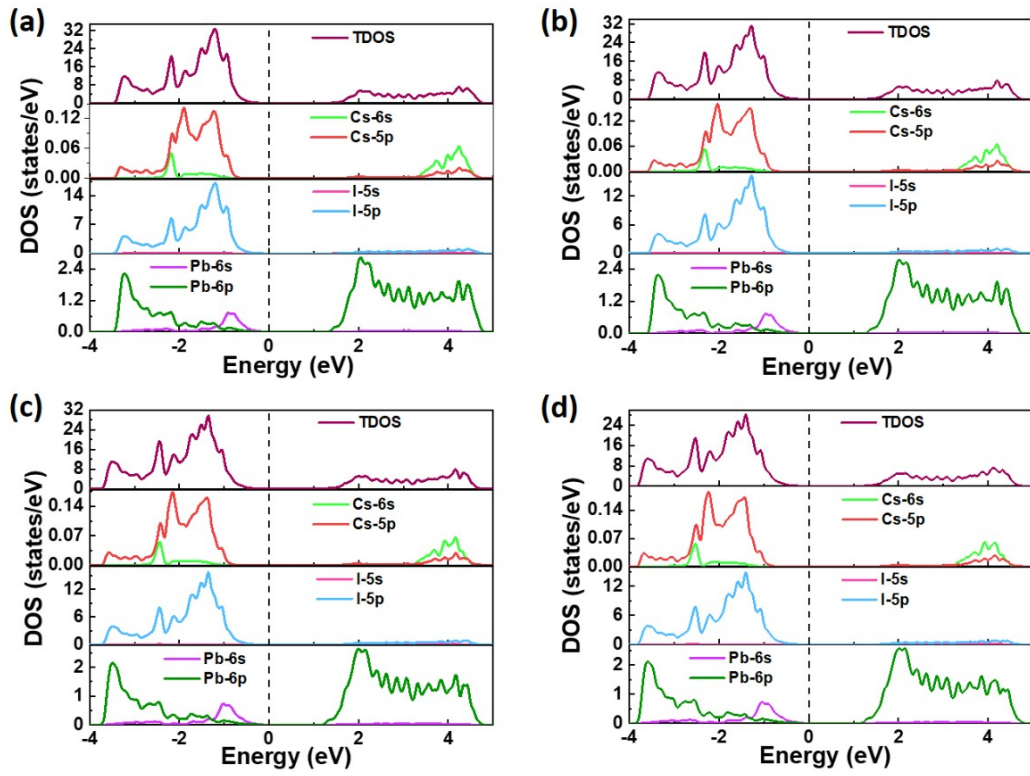 (a)
DOS (states/eV)
32
24
16
8
0
TDOS
0.12
0.06
0.00
Cs-6s
Cs-5p
14
7
0
I-5s
I-5p
2.4
1.2
0.0
Pb-6s
Pb-6p
-4 -2 0 2 4
Energy (eV)
(b)
DOS (states/eV)
24
12
0
TDOS
0.12
0.06
0.00
Cs-6s
Cs-5p
12
6
0
I-5s
I-5p
2.4
1.2
0.0
Pb-6s
Pb-6p
-4 -2 0 2 4
Energy (eV)
(c)
DOS (states/eV)
32
24
16
8
0
TDOS
0.14
0.07
0.00
Cs-6s
Cs-5p
12
6
0
I-5s
I-5p
2
1
0
Pb-6s
Pb-6p
-4 -2 0 2 4
Energy (eV)
(d)
DOS (states/eV)
24
16
8
0
TDOS
0.14
0.07
0.00
Cs-6s
Cs-5p
12
6
0
I-5s
I-5p
2
1
0
Pb-6s
Pb-6p
-4 -2 0 2 4
Energy (eV)